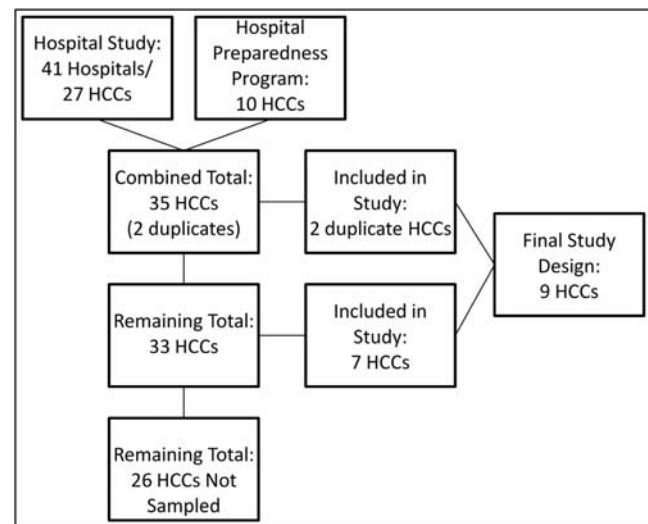 Hospital Study:
41 Hospitals/
27 HCCs
Hospital
Preparedness
Program:
10 HCCs
Combined Total:
35 HCCs
(2 duplicates)
Included in
Study:
2 duplicate HCCs
Final Study
Design:
9 HCCs
Remaining Total:
33 HCCs
Included in
Study:
7 HCCs
Remaining Total:
26 HCCs Not
Sampled